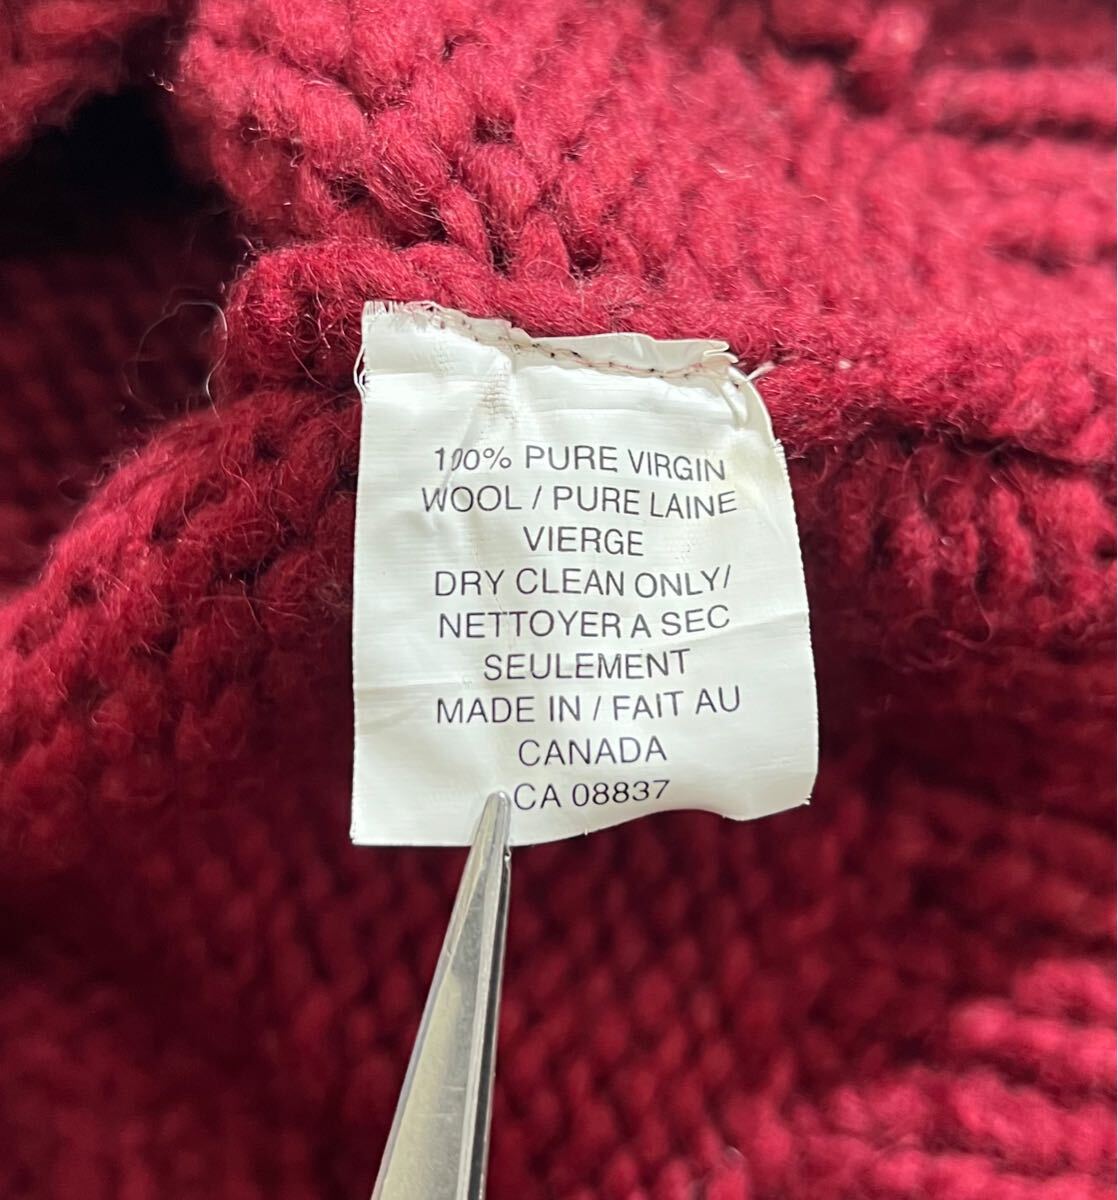 100% PURE VIRGIN
WOOL / PURE LAINE
VIERGE
DRY CLEAN ONLY/
NETTOYER A SEC
SEULEMENT
MADE IN / FAIT AU
CANADA
CA 08837